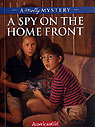 A Molly MYSTERY
A SPY ON THE
HOME FRONT
AmericanGirl